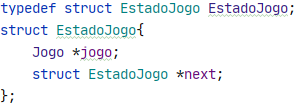 typedef struct EstadoJogo EstadoJogo;
struct EstadoJogo{
    Jogo *jogo;
    struct EstadoJogo *next;
};